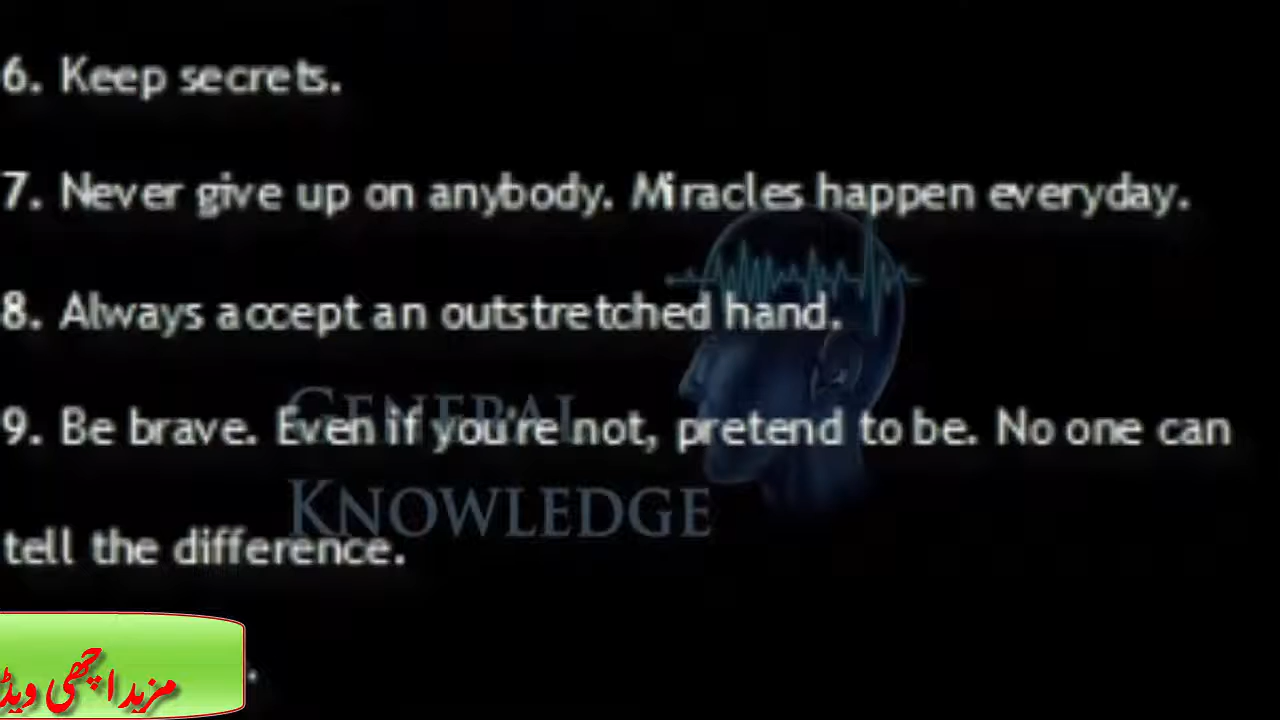 6. Keep secrets.
7. Never give up on anybody. Miracles happen everyday.
8. Always accept an outstretched hand.
9. Be brave. Even if you're not, pretend to be. No one can
tell the difference.
GENERAL
KNOWLEDGE
مزید اچھی